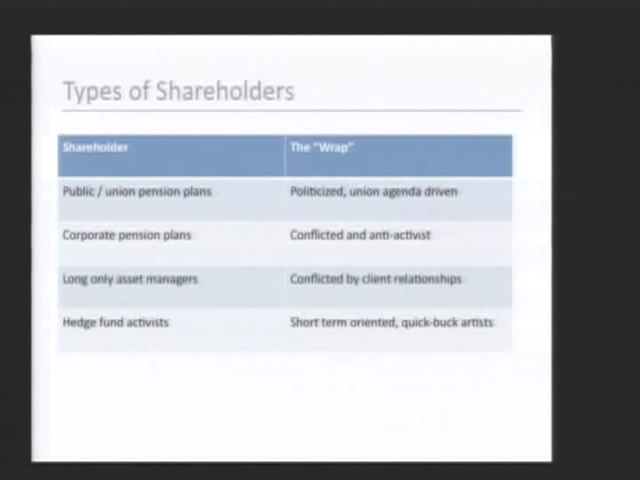 Types of Shareholders
Shareholder The "Wrap"
Public / union pension plans Politicized, union agenda driven
Corporate pension plans Conflicted and anti-activist
Long only asset managers Conflicted by client relationships
Hedge fund activists Short term oriented, quick-buck artists